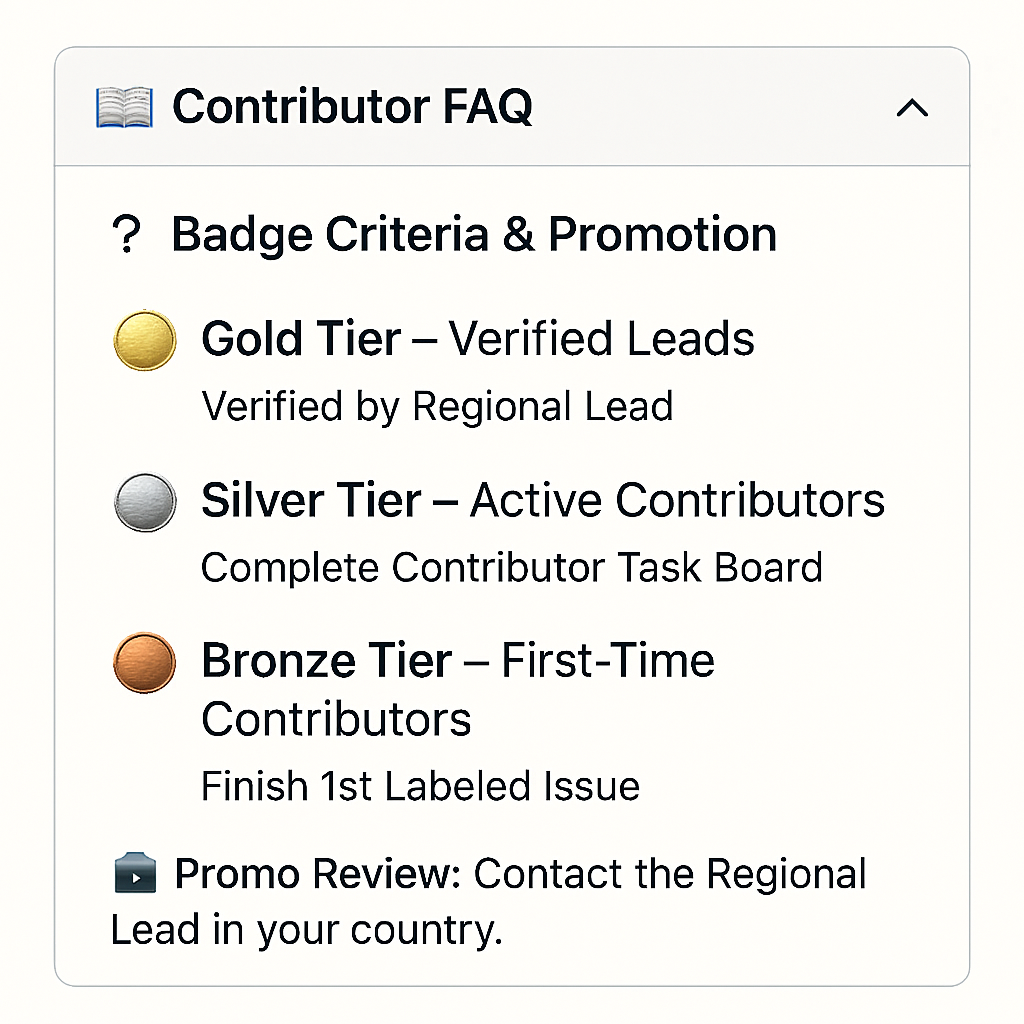 Contributor FAQ
? Badge Criteria & Promotion
Gold Tier – Verified Leads
Verified by Regional Lead
Silver Tier – Active Contributors
Complete Contributor Task Board
Bronze Tier – First-Time
Contributors
Finish 1st Labeled Issue
Promo Review: Contact the Regional
Lead in your country.